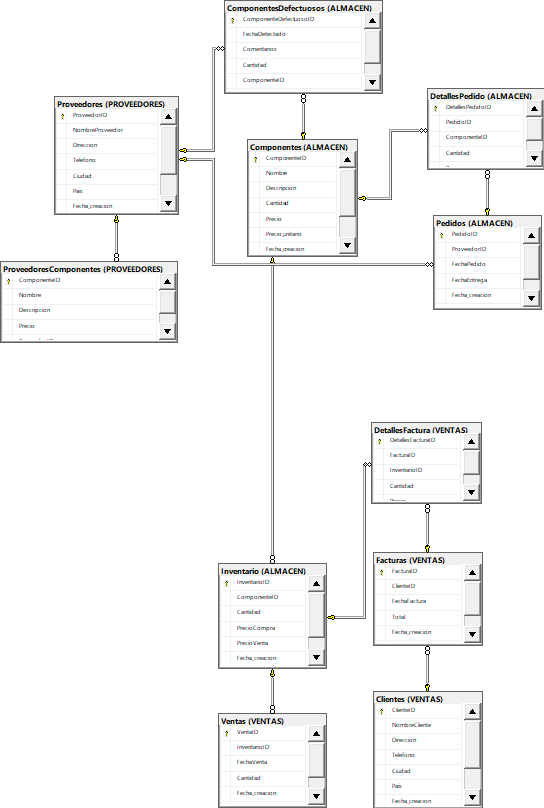 ComponentesDefectuosos (ALMACEN)
ComponenteDefectuosoID
FechaDetectado
Comentarios
Cantidad
ComponenteID
Proveedores (PROVEEDORES)
ProveedorID
NombreProveedor
Direccion
Telefono
Ciudad
Pais
Fecha_creacion
DetallesPedido (ALMACEN)
DetallesPedidoID
PedidoID
ComponenteID
Cantidad
Componentes (ALMACEN)
ComponenteID
Nombre
Descripcion
Cantidad
Precio
Precio_unitario
Fecha_creacion
Pedidos (ALMACEN)
PedidoID
ProveedorID
FechaPedido
FechaEntrega
Fecha_creacion
ProveedoresComponentes (PROVEEDORES)
ComponenteID
Nombre
Descripcion
Precio
DetallesFactura (VENTAS)
DetallesFacturaID
FacturaID
InventarioID
Cantidad
Inventario (ALMACEN)
InventarioID
ComponenteID
Cantidad
PrecioCompra
PrecioVenta
Fecha_creacion
Facturas (VENTAS)
FacturaID
ClienteID
FechaFactura
Total
Fecha_creacion
Ventas (VENTAS)
VentaID
InventarioID
FechaVenta
Cantidad
Fecha_creacion
Clientes (VENTAS)
ClienteID
NombreCliente
Direccion
Telefono
Ciudad
Pais
Fecha_creacion